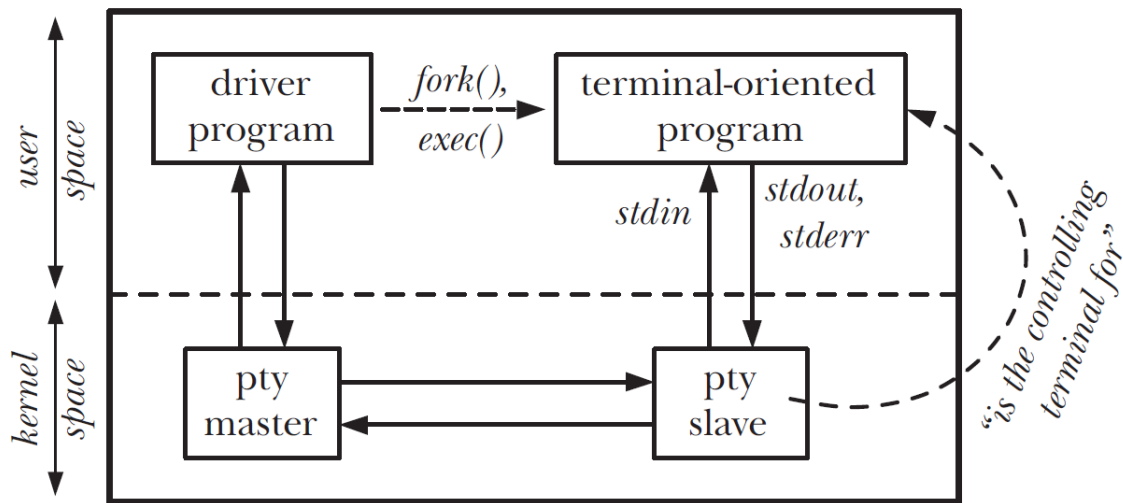 user
space
kernel
space
driver
program
fork(),
exec()
terminal-oriented
program
stdin
stdout,
stderr
pty
master
pty
slave
“is the controlling
terminal for”